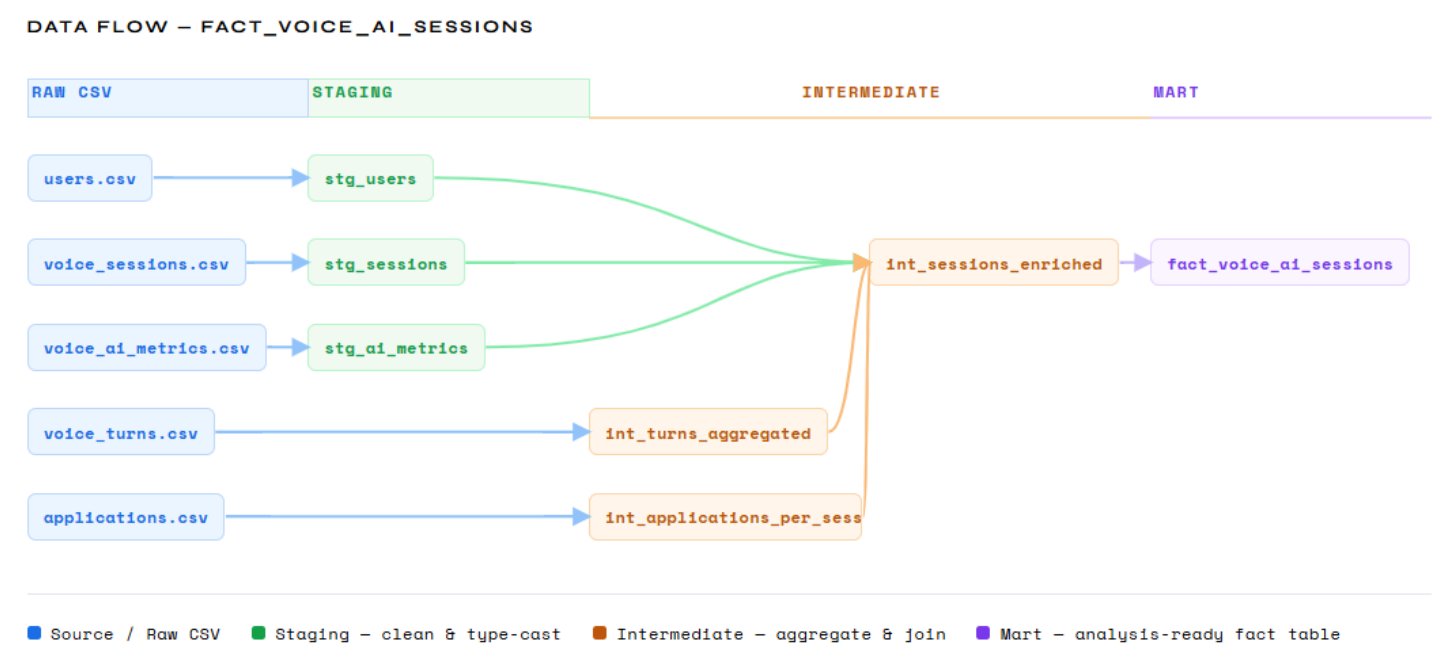 DATA FLOW — FACT_VOICE_AI_SESSIONS
RAW CSV STAGING INTERMEDIATE MART
users.csv stg_users
voice_sessions.csv stg_sessions int_sessions_enriched fact_voice_ai_sessions
voice_ai_metrics.csv stg_ai_metrics
voice_turns.csv int_turns_aggregated
applications.csv int_applications_per_sess
Source / Raw CSV Staging — clean & type-cast Intermediate — aggregate & join Mart — analysis-ready fact table